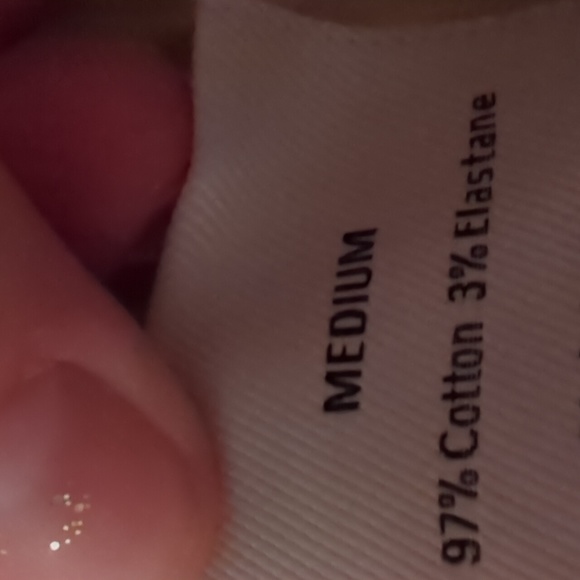 MEDIUM
97% Cotton 3% Elastane